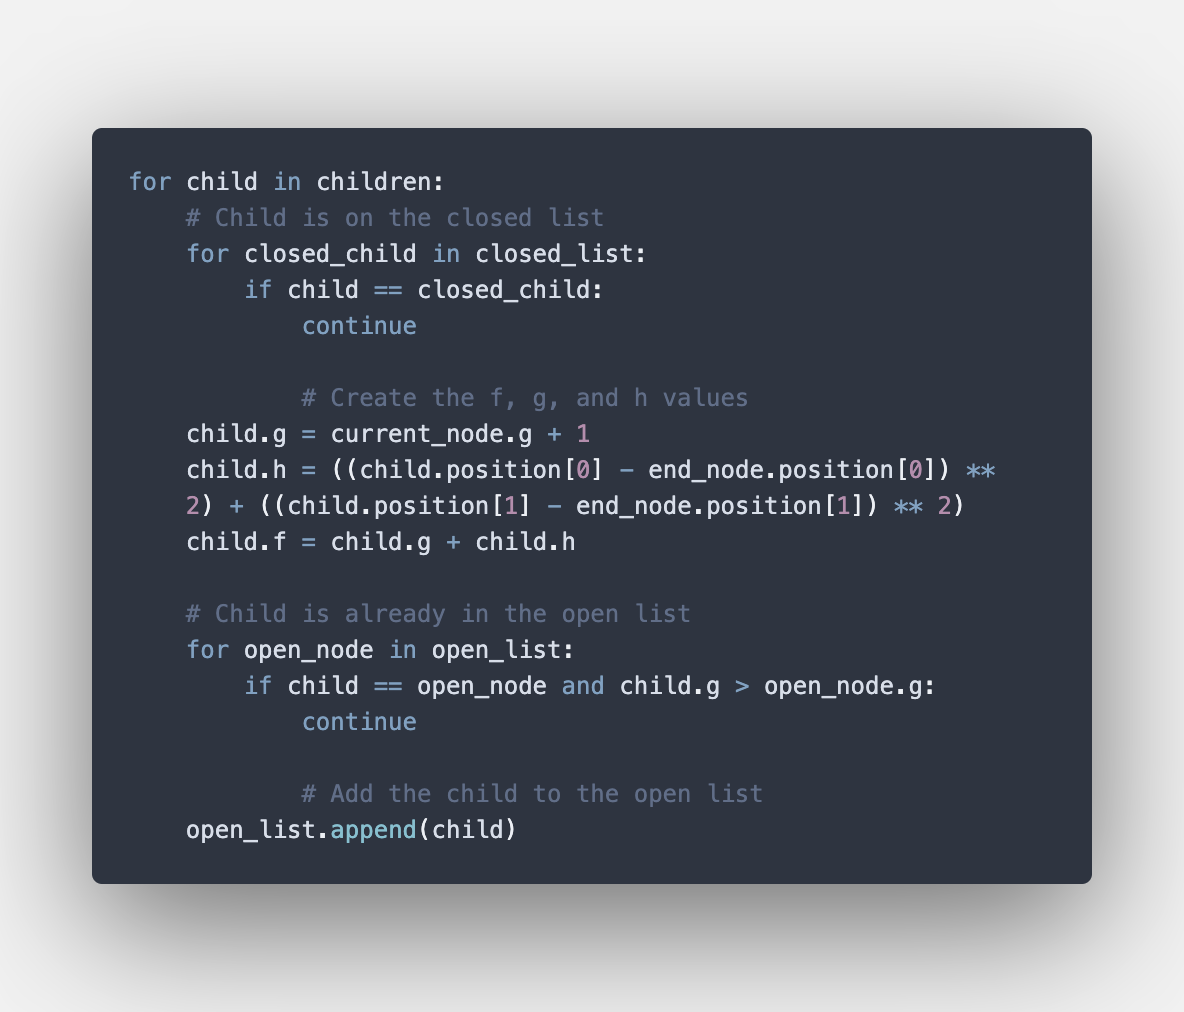 for child in children:
    # Child is on the closed list
    for closed_child in closed_list:
        if child == closed_child:
            continue

            # Create the f, g, and h values
    child.g = current_node.g + 1
    child.h = ((child.position[0] - end_node.position[0]) **
    2) + ((child.position[1] - end_node.position[1]) ** 2)
    child.f = child.g + child.h

    # Child is already in the open list
    for open_node in open_list:
        if child == open_node and child.g > open_node.g:
            continue

            # Add the child to the open list
    open_list.append(child)